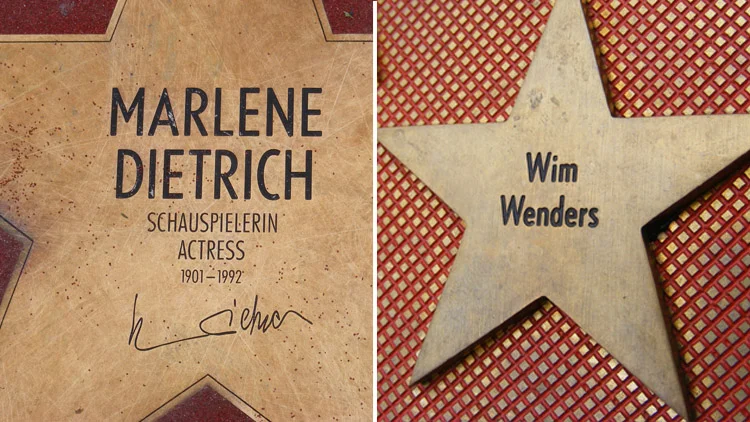 MARLENE
DIETRICH
SCHAUSPIELERIN
ACTRESS
1901–1992
Wim
Wenders